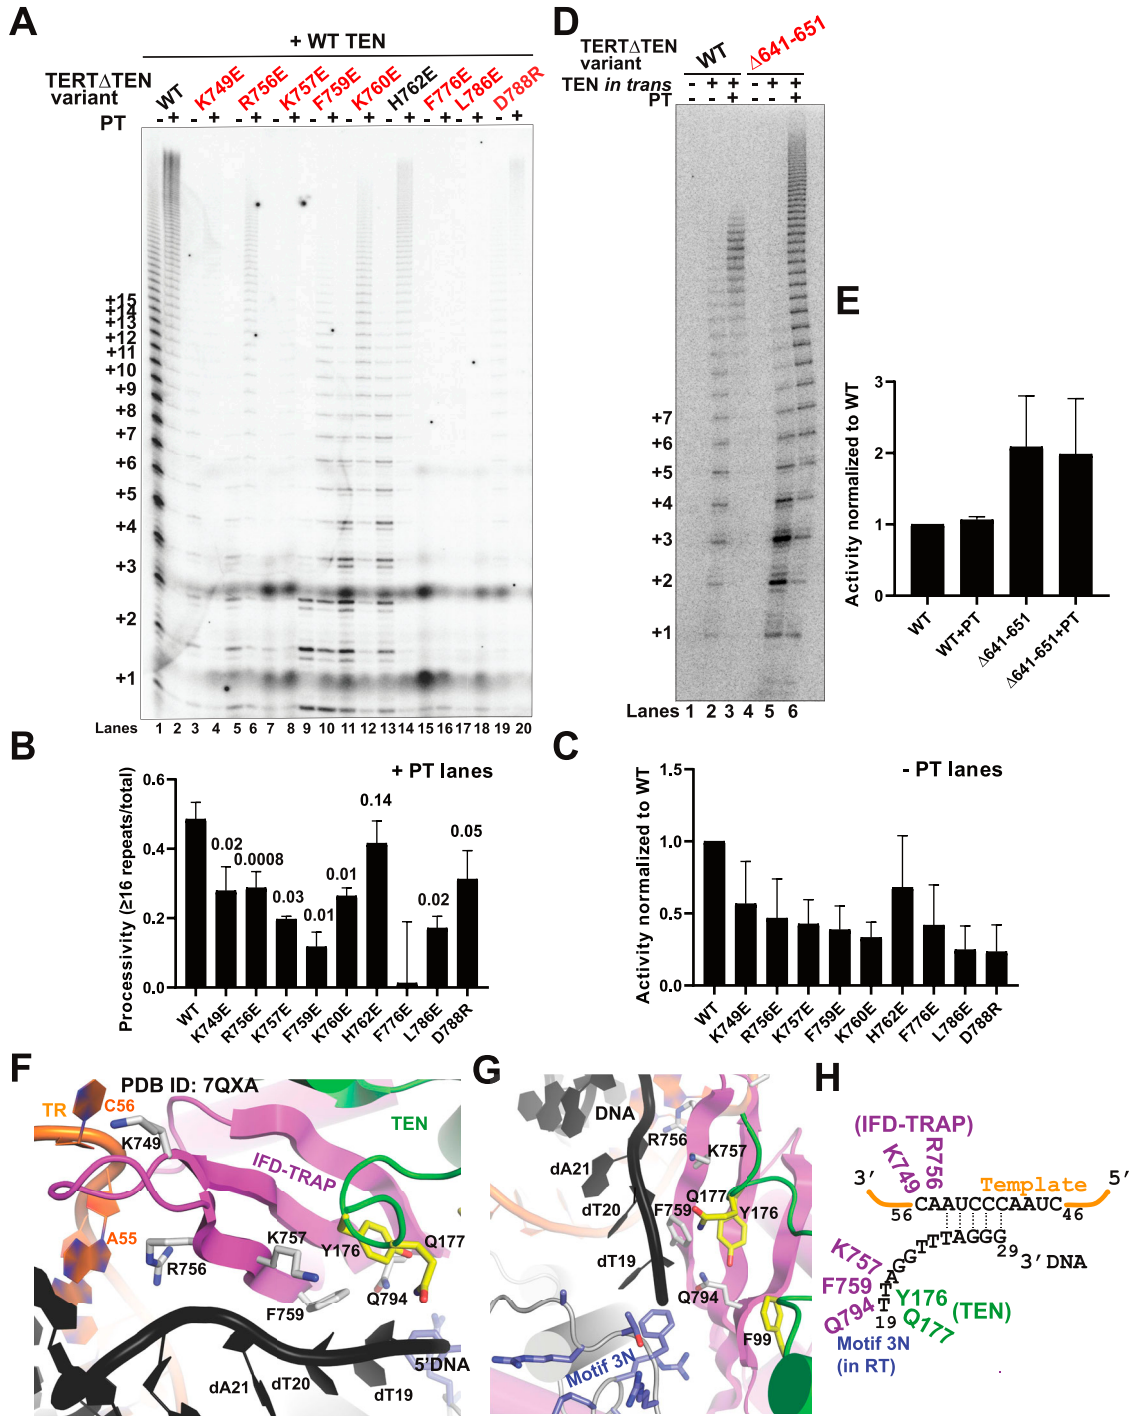 A
+ WT TEN
TERTΔTEN
variant
WT
K749E
R756E
K757E
F759E
K760E
H762E
F776E
L786E
D788R
PT
- + - + - + - + - + - + - + - + - + - +
+15
+14
+13
+12
+11
+10
+9
+8
+7
+6
+5
+4
+3
+2
+1
Lanes 1 2 3 4 5 6 7 8 9 10 11 12 13 14 15 16 17 18 19 20
B
+ PT lanes
Processivity (≥16 repeats/total)
0.6
0.4
0.2
0.0
0.02
0.0008
0.03
0.01
0.01
0.14
0.02
0.05
WT
K749E
R756E
K757E
F759E
K760E
H762E
F776E
L786E
D788R
C
- PT lanes
Activity normalized to WT
1.5
1.0
0.5
0.0
WT
K749E
R756E
K757E
F759E
K760E
H762E
F776E
L786E
D788R
D
TERTΔTEN
variant
WT
Δ641-651
TEN in trans - + + - + +
PT - - + - - +
+7
+6
+5
+4
+3
+2
+1
Lanes 1 2 3 4 5 6
E
Activity normalized to WT
3
2
1
0
WT
WT+PT
Δ641-651
Δ641-651+PT
F
PDB ID: 7QXA
TR
C56
K749
TEN
IFD-TRAP
A55
R756
K757
Y176
Q177
F759
Q794
5'DNA
dA21
dT20
dT19
G
DNA
R756
K757
dA21
Q177
dT20
F759
Y176
dT19
Q794
F99
Motif 3N
H
(IFD-TRAP)
K749
R756
3'
Template
5'
56
CAAUCCCAAUC
46
TTAGGTTTAGGG
29
3'DNA
K757
F759
Q794
19
Y176
Q177
(TEN)
Motif 3N
(in RT)